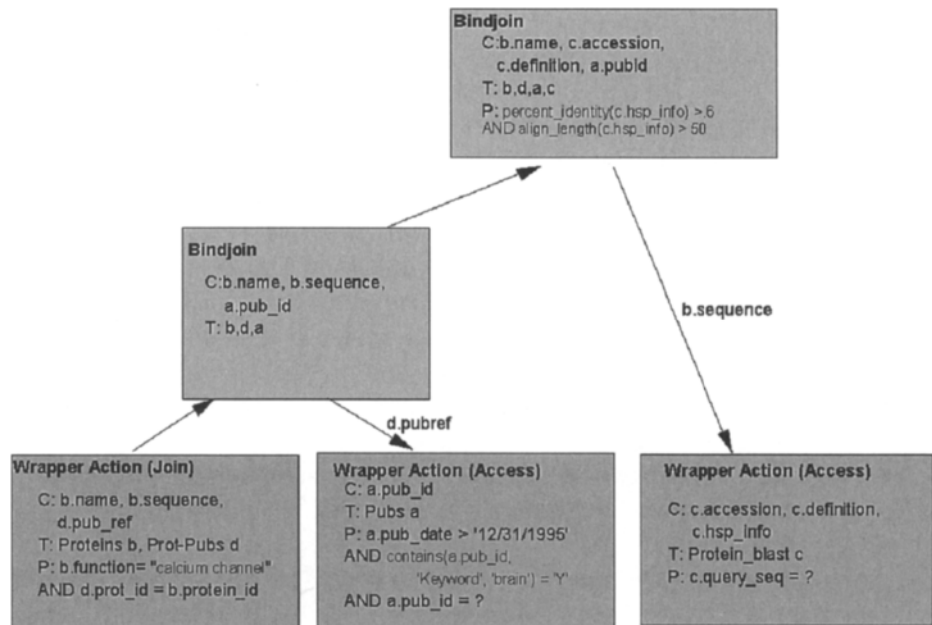 Bindjoin
C:b.name, c.accession,
c.definition, a.pubid
T: b,d,a,c
P: percent_identity(c.hsp_info) >.6
AND align_length(c.hsp_info) > 50
Bindjoin
C:b.name, b.sequence,
a.pub_id
T: b,d,a
b.sequence
d.pubref
Wrapper Action (Join)
C: b.name, b.sequence,
d.pub_ref
T: Proteins b, Prot-Pubs d
P: b.function= "calcium channel"
AND d.prot_id = b.protein_id
Wrapper Action (Access)
C: a.pub_id
T: Pubs a
P: a.pub_date > '12/31/1995'
AND contains(a.pub_id,
'Keyword', 'brain') = 'Y'
AND a.pub_id = ?
Wrapper Action (Access)
C: c.accession, c.definition,
c.hsp_info
T: Protein_blast c
P: c.query_seq = ?